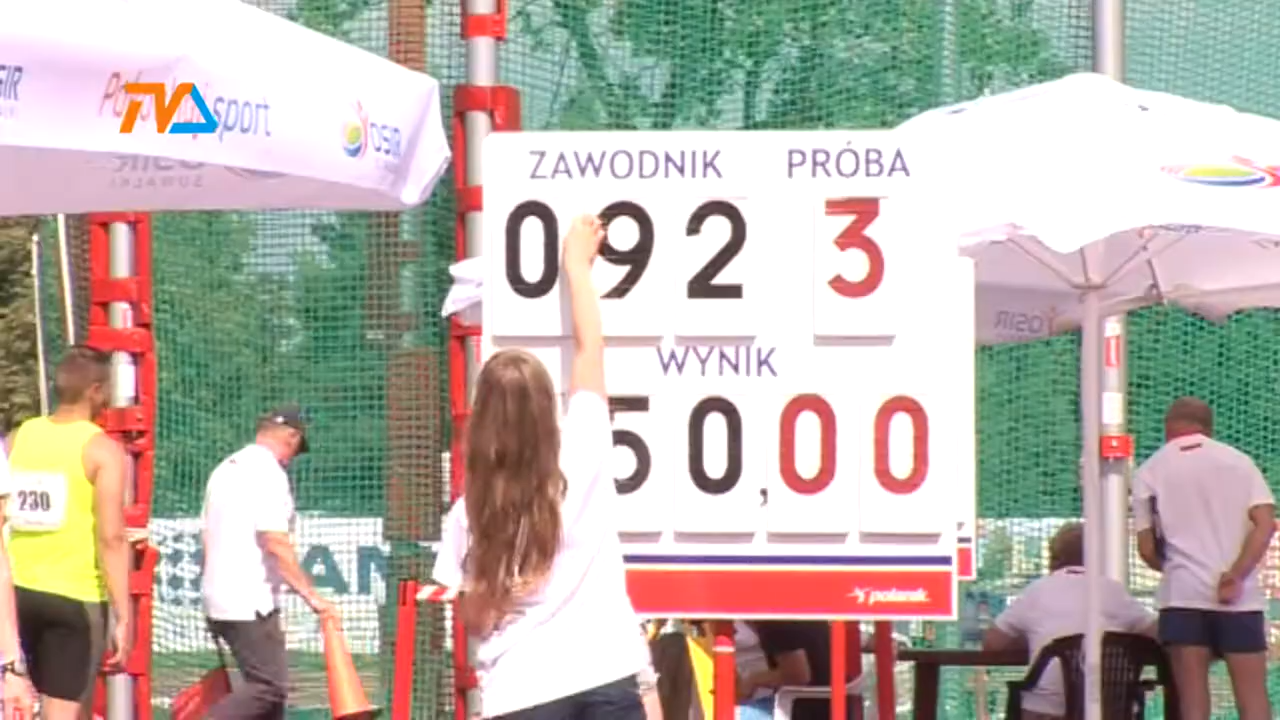 TVA
sport
OSIR
ZAWODNIK PRÓBA
092 3
WYNIK
50,00
polanik
230
OSIR